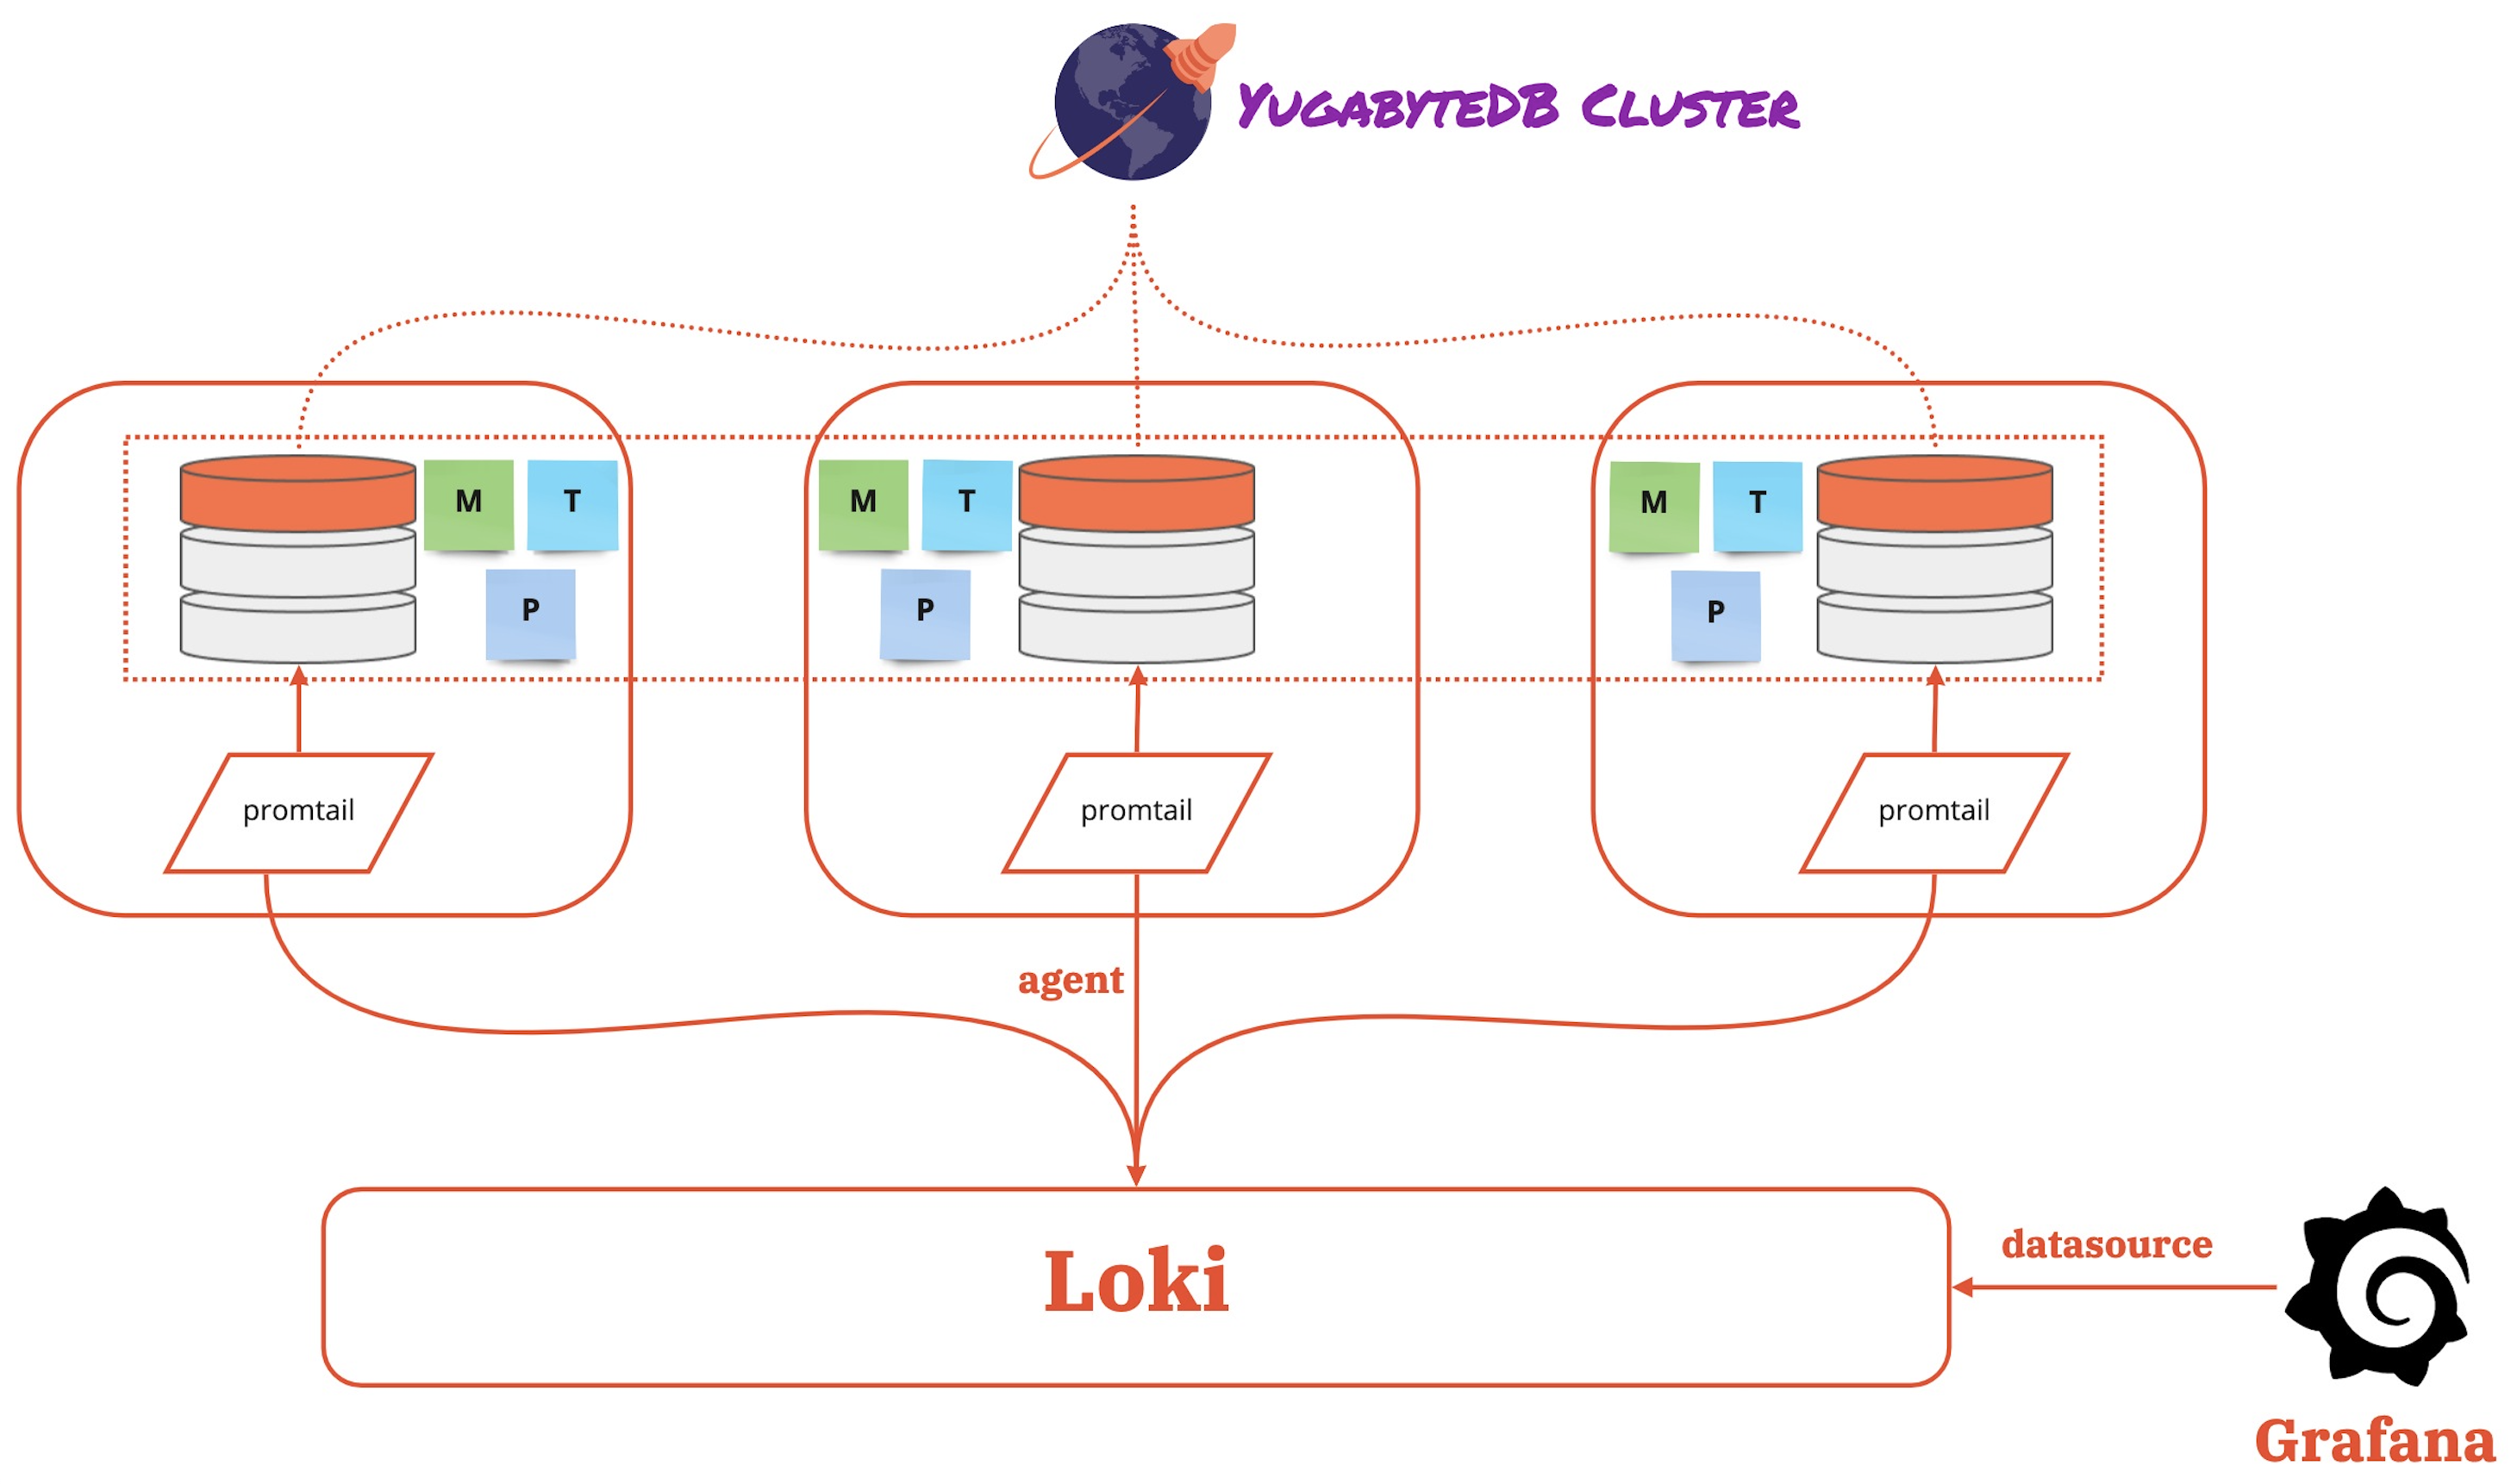 YugabyteDB Cluster
M T
P
M T
P
M T
P
promtail
promtail
promtail
agent
Loki
datasource
Grafana